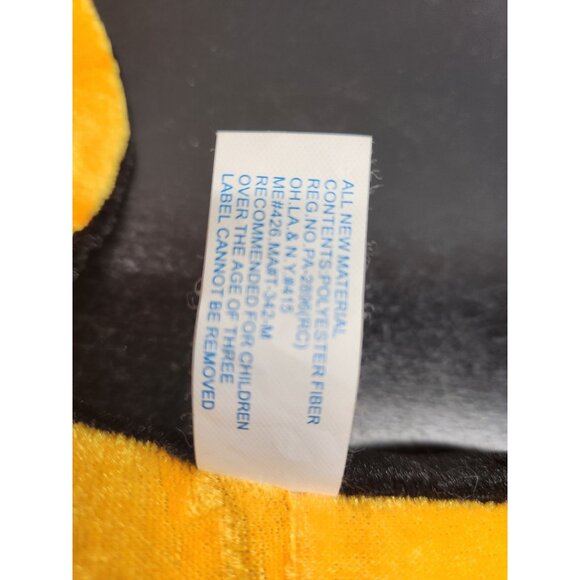 ALL NEW MATERIAL
CONTENTS-POLYESTER FIBER
REG.NO.PA-2896(RC)
OH.LA.& N.Y.#415
ME#426.MA#T-342-M
RECOMMENDED FOR CHILDREN
OVER THE AGE OF THREE
LABEL CANNOT BE REMOVED